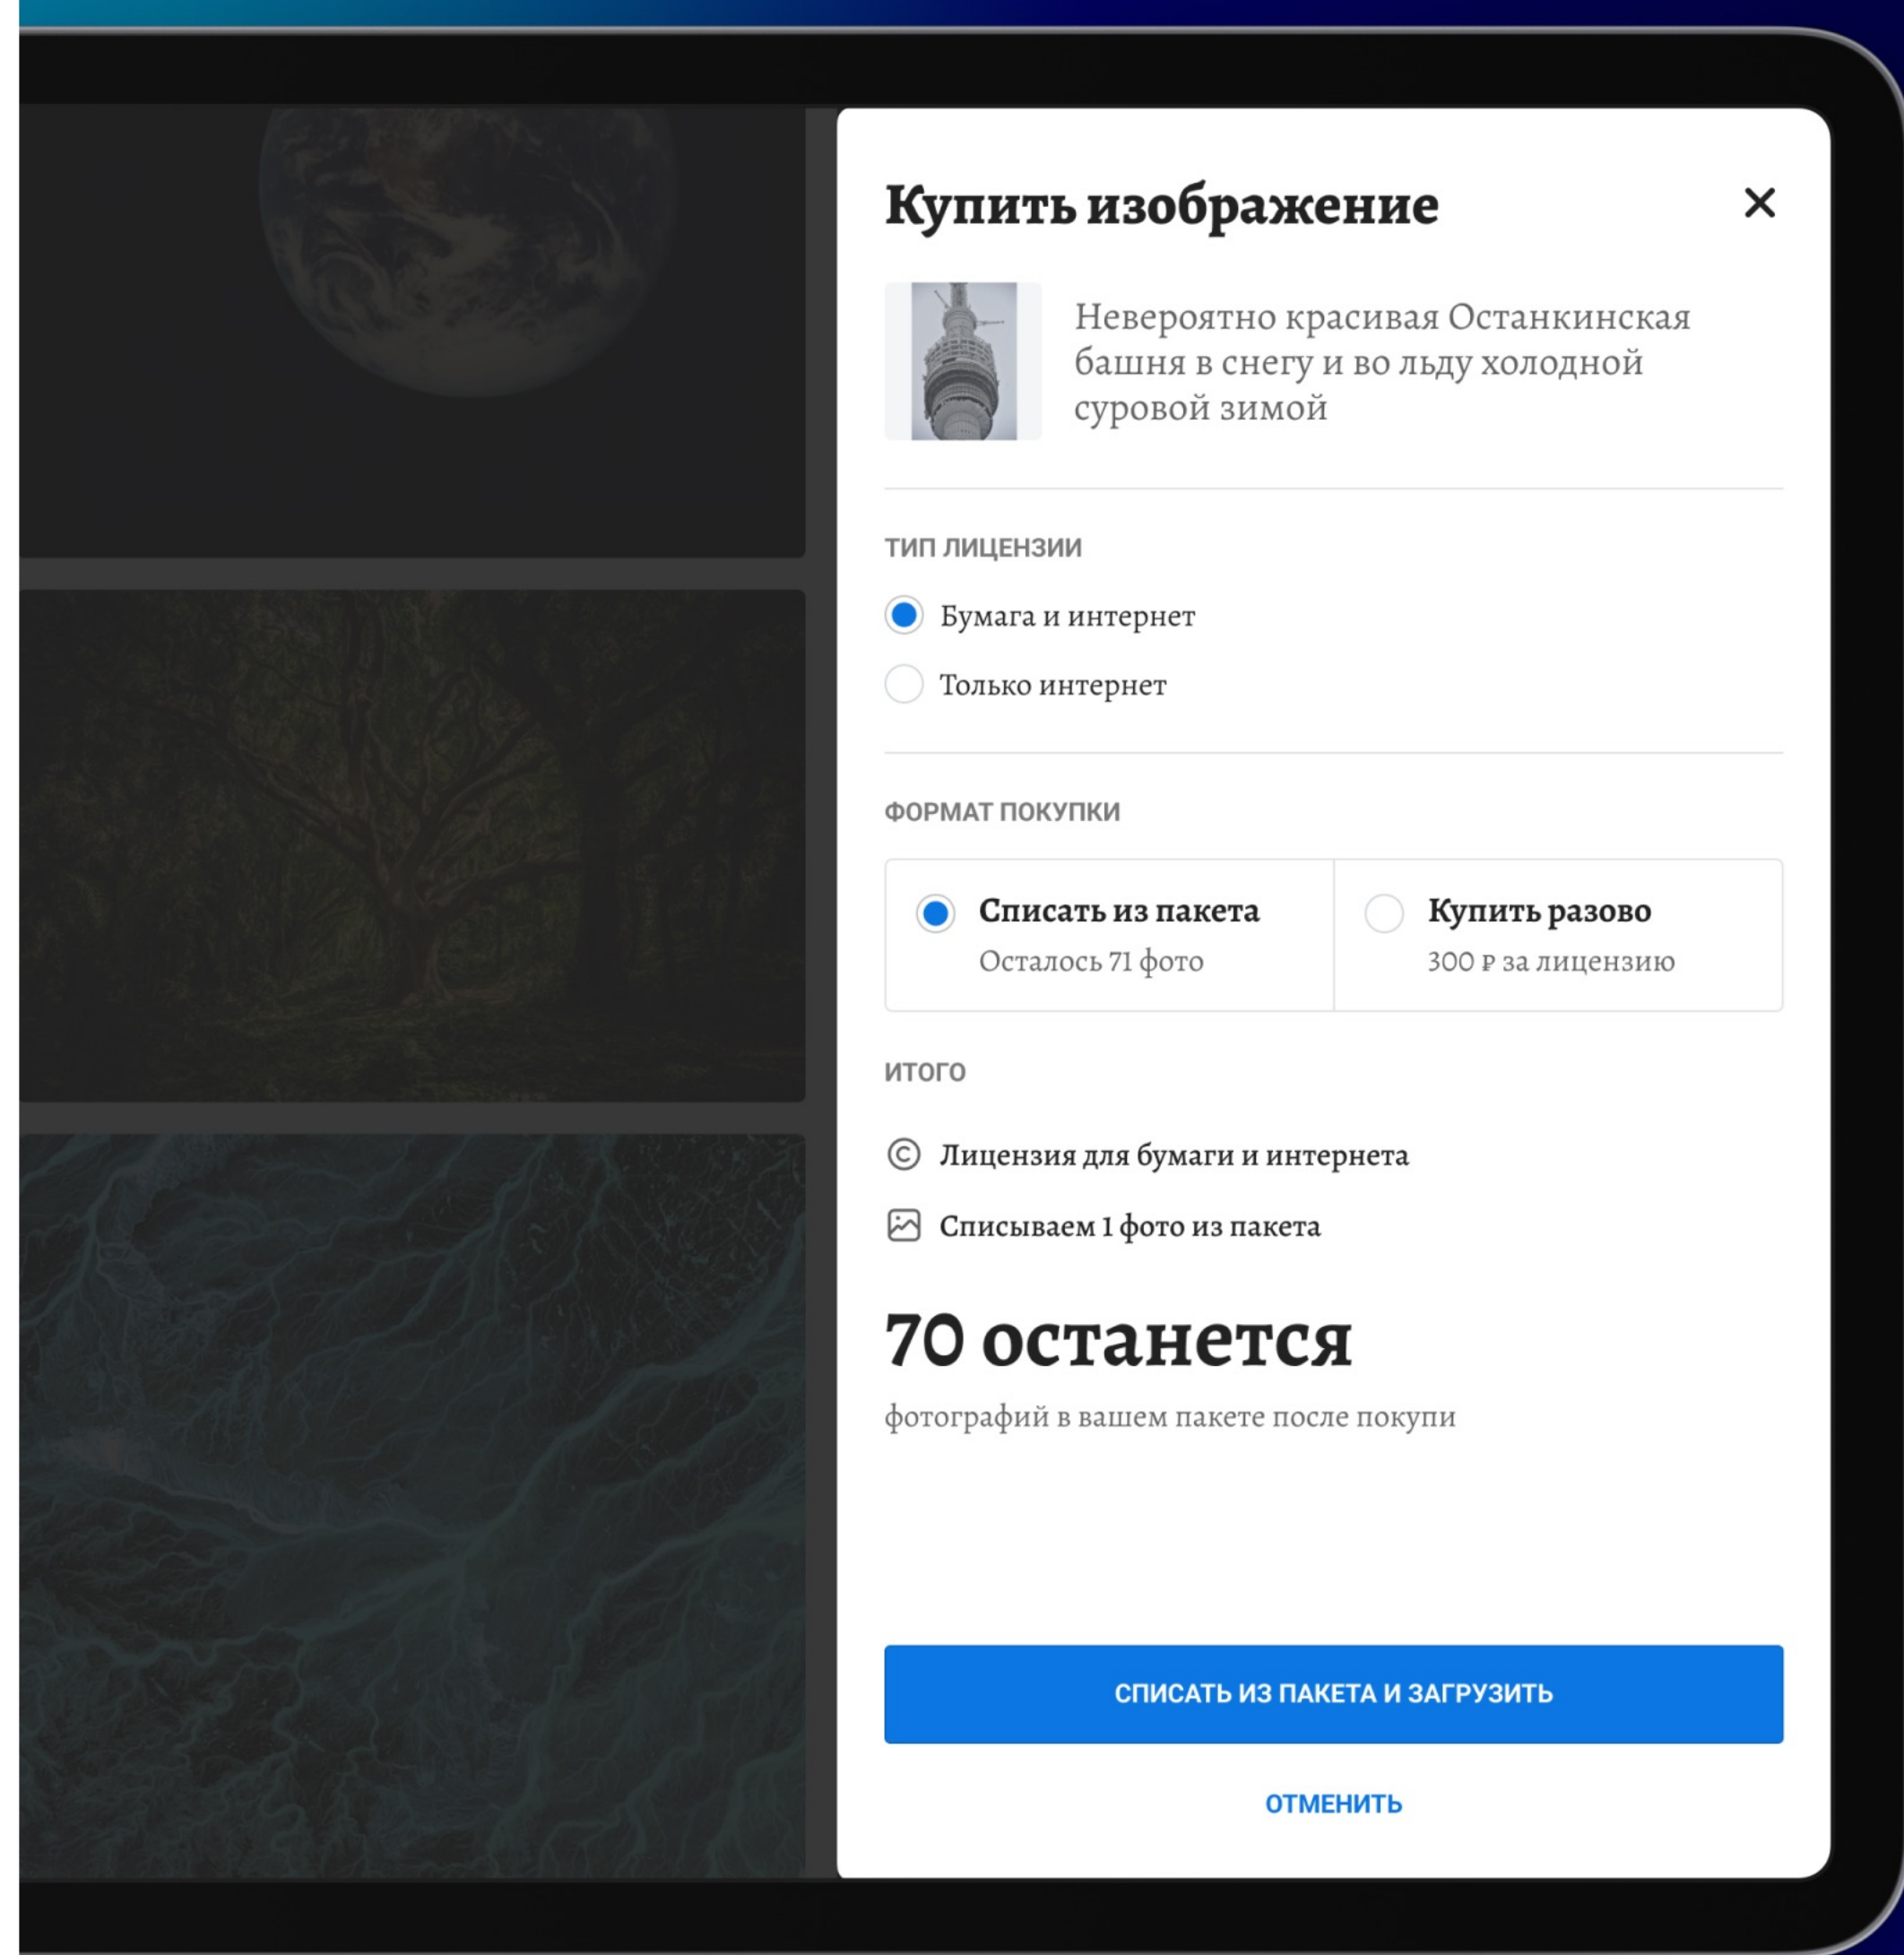 Купить изображение
Невероятно красивая Останкинская
башня в снегу и во льду холодной
суровой зимой
ТИП ЛИЦЕНЗИИ
Бумага и интернет
Только интернет
ФОРМАТ ПОКУПКИ
Списать из пакета
Осталось 71 фото
Купить разово
300 ₽ за лицензию
ИТОГО
© Лицензия для бумаги и интернета
Списываем 1 фото из пакета
70 останется
фотографий в вашем пакете после покупи
СПИСАТЬ ИЗ ПАКЕТА И ЗАГРУЗИТЬ
ОТМЕНИТЬ